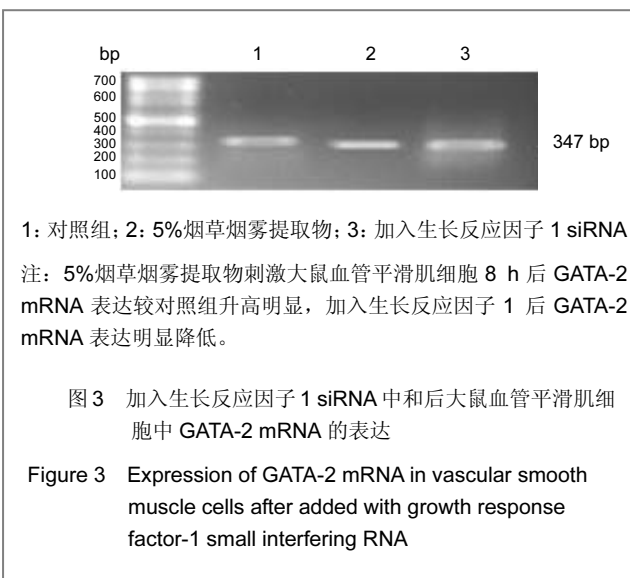 bp 1 2 3
700
600
500
400
300
200
100
347 bp
1: 对照组; 2: 5%烟草烟雾提取物; 3: 加入生长反应因子 1 siRNA
注: 5%烟草烟雾提取物刺激大鼠血管平滑肌细胞 8 h 后 GATA-2
mRNA 表达较对照组升高明显，加入生长反应因子 1 后 GATA-2
mRNA 表达明显降低。
图 3 加入生长反应因子 1 siRNA 中和后大鼠血管平滑肌细
胞中 GATA-2 mRNA 的表达
Figure 3 Expression of GATA-2 mRNA in vascular smooth
muscle cells after added with growth response
factor-1 small interfering RNA